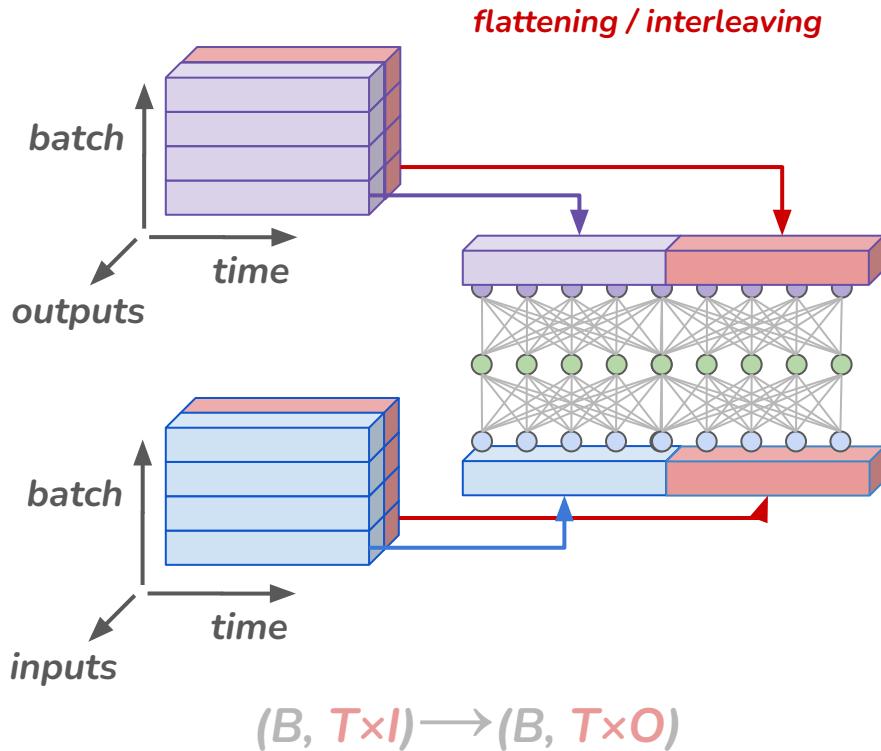 flattening / interleaving
batch
time
outputs
batch
time
inputs
(B, T×I)⟶(B, T×O)